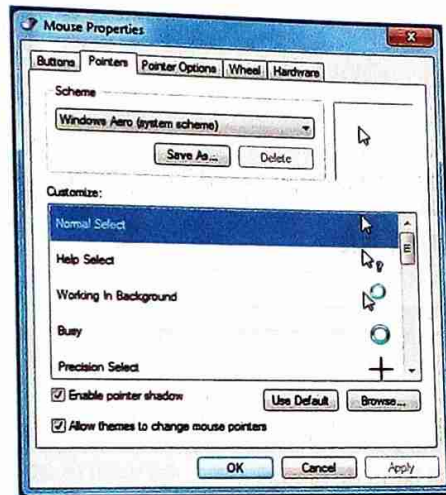 Mouse Properties
Buttons Pointers Pointer Options Wheel Hardware
Scheme
Windows Aero (system scheme)
Save As... Delete
Customize:
Normal Select
Help Select
Working In Background
Busy
Precision Select
Enable pointer shadow Use Default Browse...
Allow themes to change mouse pointers
OK Cancel Apply